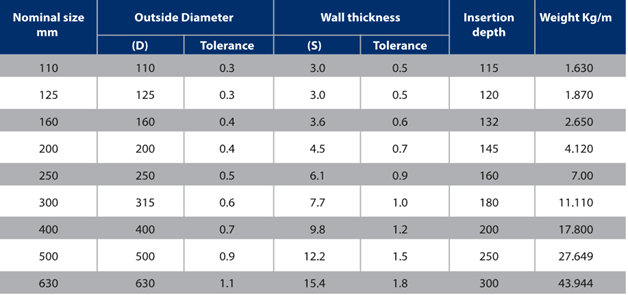 Nominal size mm | Outside Diameter | Wall thickness | Insertion depth | Weight Kg/m
(D) | Tolerance | (S) | Tolerance
110 | 110 | 0.3 | 3.0 | 0.5 | 115 | 1.630
125 | 125 | 0.3 | 3.0 | 0.5 | 120 | 1.870
160 | 160 | 0.4 | 3.6 | 0.6 | 132 | 2.650
200 | 200 | 0.4 | 4.5 | 0.7 | 145 | 4.120
250 | 250 | 0.5 | 6.1 | 0.9 | 160 | 7.00
300 | 315 | 0.6 | 7.7 | 1.0 | 180 | 11.110
400 | 400 | 0.7 | 9.8 | 1.2 | 200 | 17.800
500 | 500 | 0.9 | 12.2 | 1.5 | 250 | 27.649
630 | 630 | 1.1 | 15.4 | 1.8 | 300 | 43.944